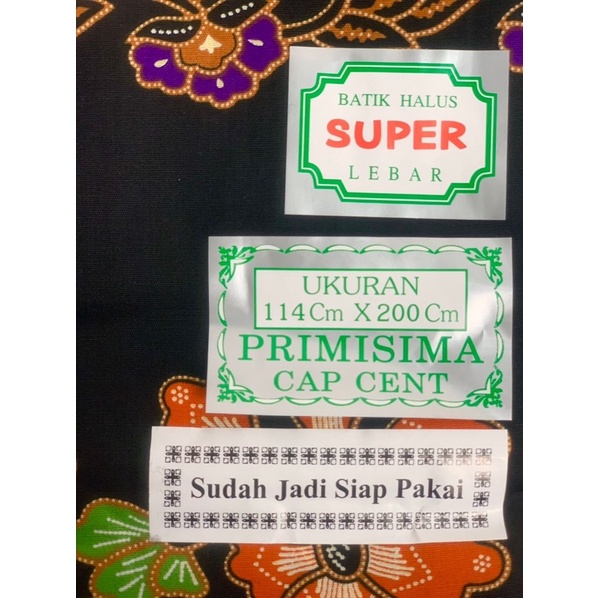 BATIK HALUS
SUPER
LEBAR
UKURAN
114 Cm X 200 Cm
PRIMISIMA
CAP CENT
Sudah Jadi Siap Pakai